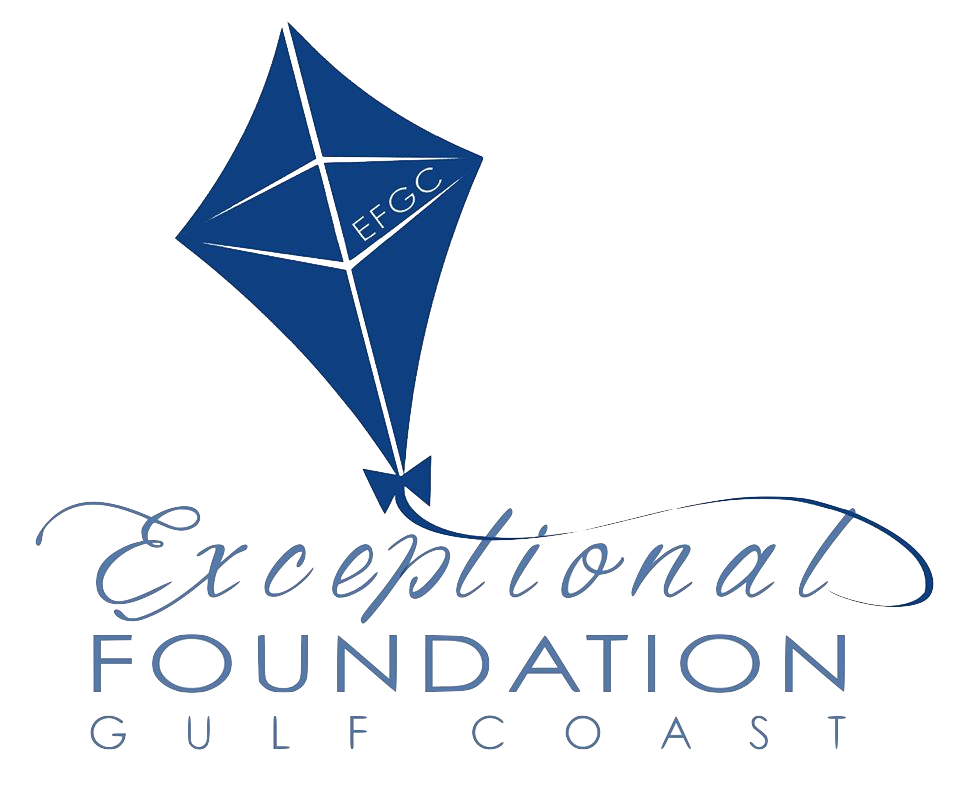 EFGC
Exceptional
FOUNDATION
GULF COAST